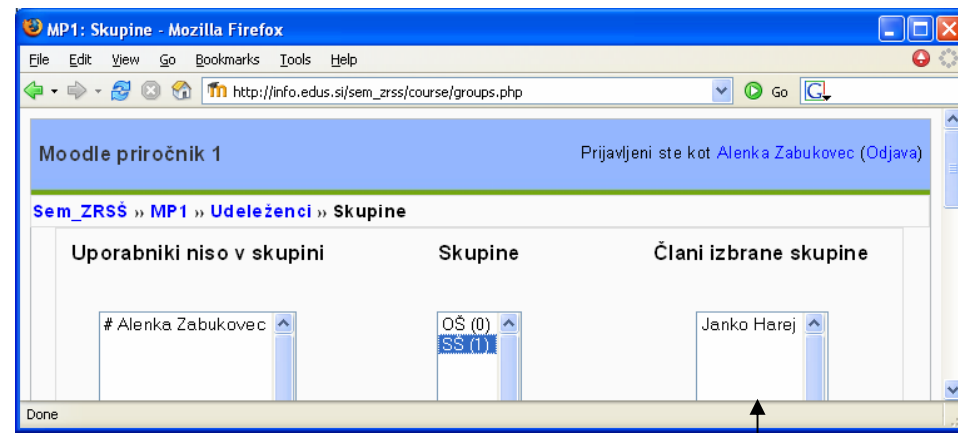 MP1: Skupine - Mozilla Firefox
File Edit View Go Bookmarks Tools Help
http://info.edus.si/sem_zrss/course/groups.php Go G
Moodle priročnik 1 Prijavljeni ste kot Alenka Zabukovec (Odjava)
Sem_ZRSŠ » MP1 » Udeleženci » Skupine
Uporabniki niso v skupini Skupine Člani izbrane skupine
# Alenka Zabukovec OŠ (0) Janko Harej
SŠ (1)
Done